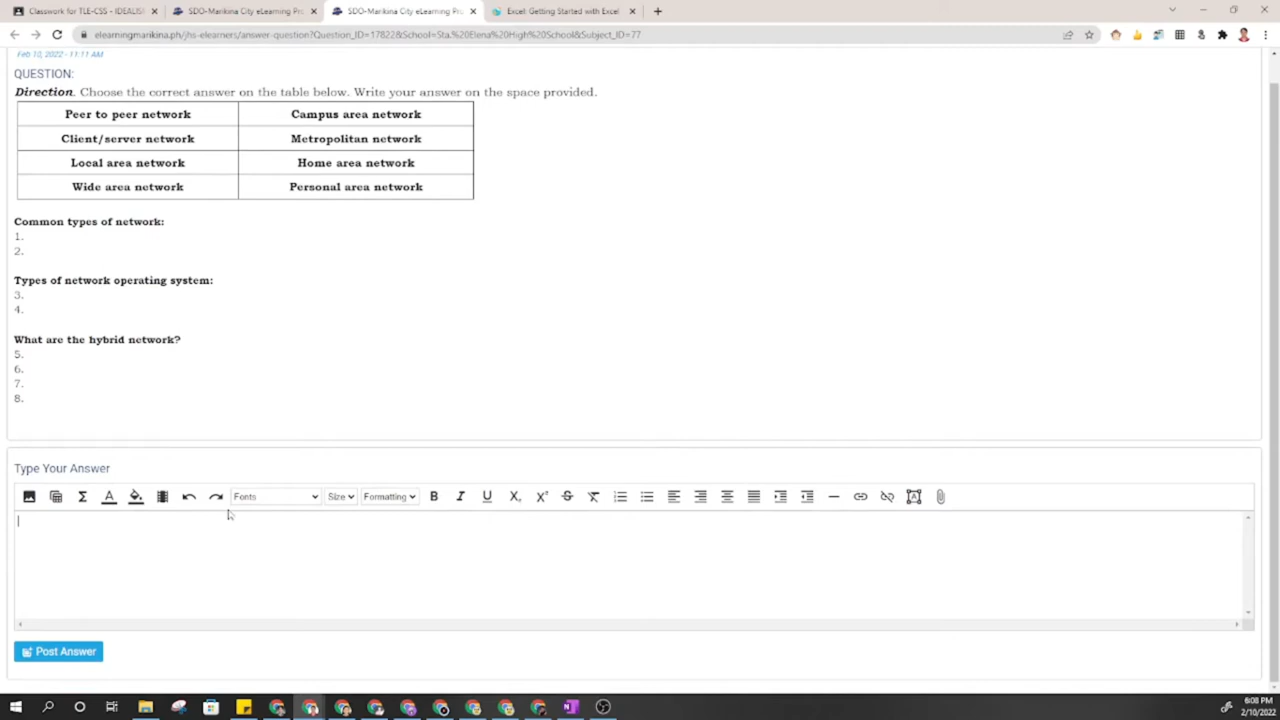 Classwork for TLE-CSS - IDEALIS
SDO-Marikina City eLearning Pro
SDO-Marikina City eLearning Pro
Excel: Getting Started with Excel
elearningmarikina.ph/jhs-elearners/answer-question?Question_ID=17822&School=Sta.%20Elena%20High%20School&Subject_ID=77
Feb 10, 2022 - 11:11 AM
QUESTION:
Direction. Choose the correct answer on the table below. Write your answer on the space provided.
Peer to peer network Campus area network
Client/server network Metropolitan network
Local area network Home area network
Wide area network Personal area network
Common types of network:
1.
2.
Types of network operating system:
3.
4.
What are the hybrid network?
5.
6.
7.
8.
Type Your Answer
Fonts Size Formatting
Post Answer
6:08 PM
2/10/2022